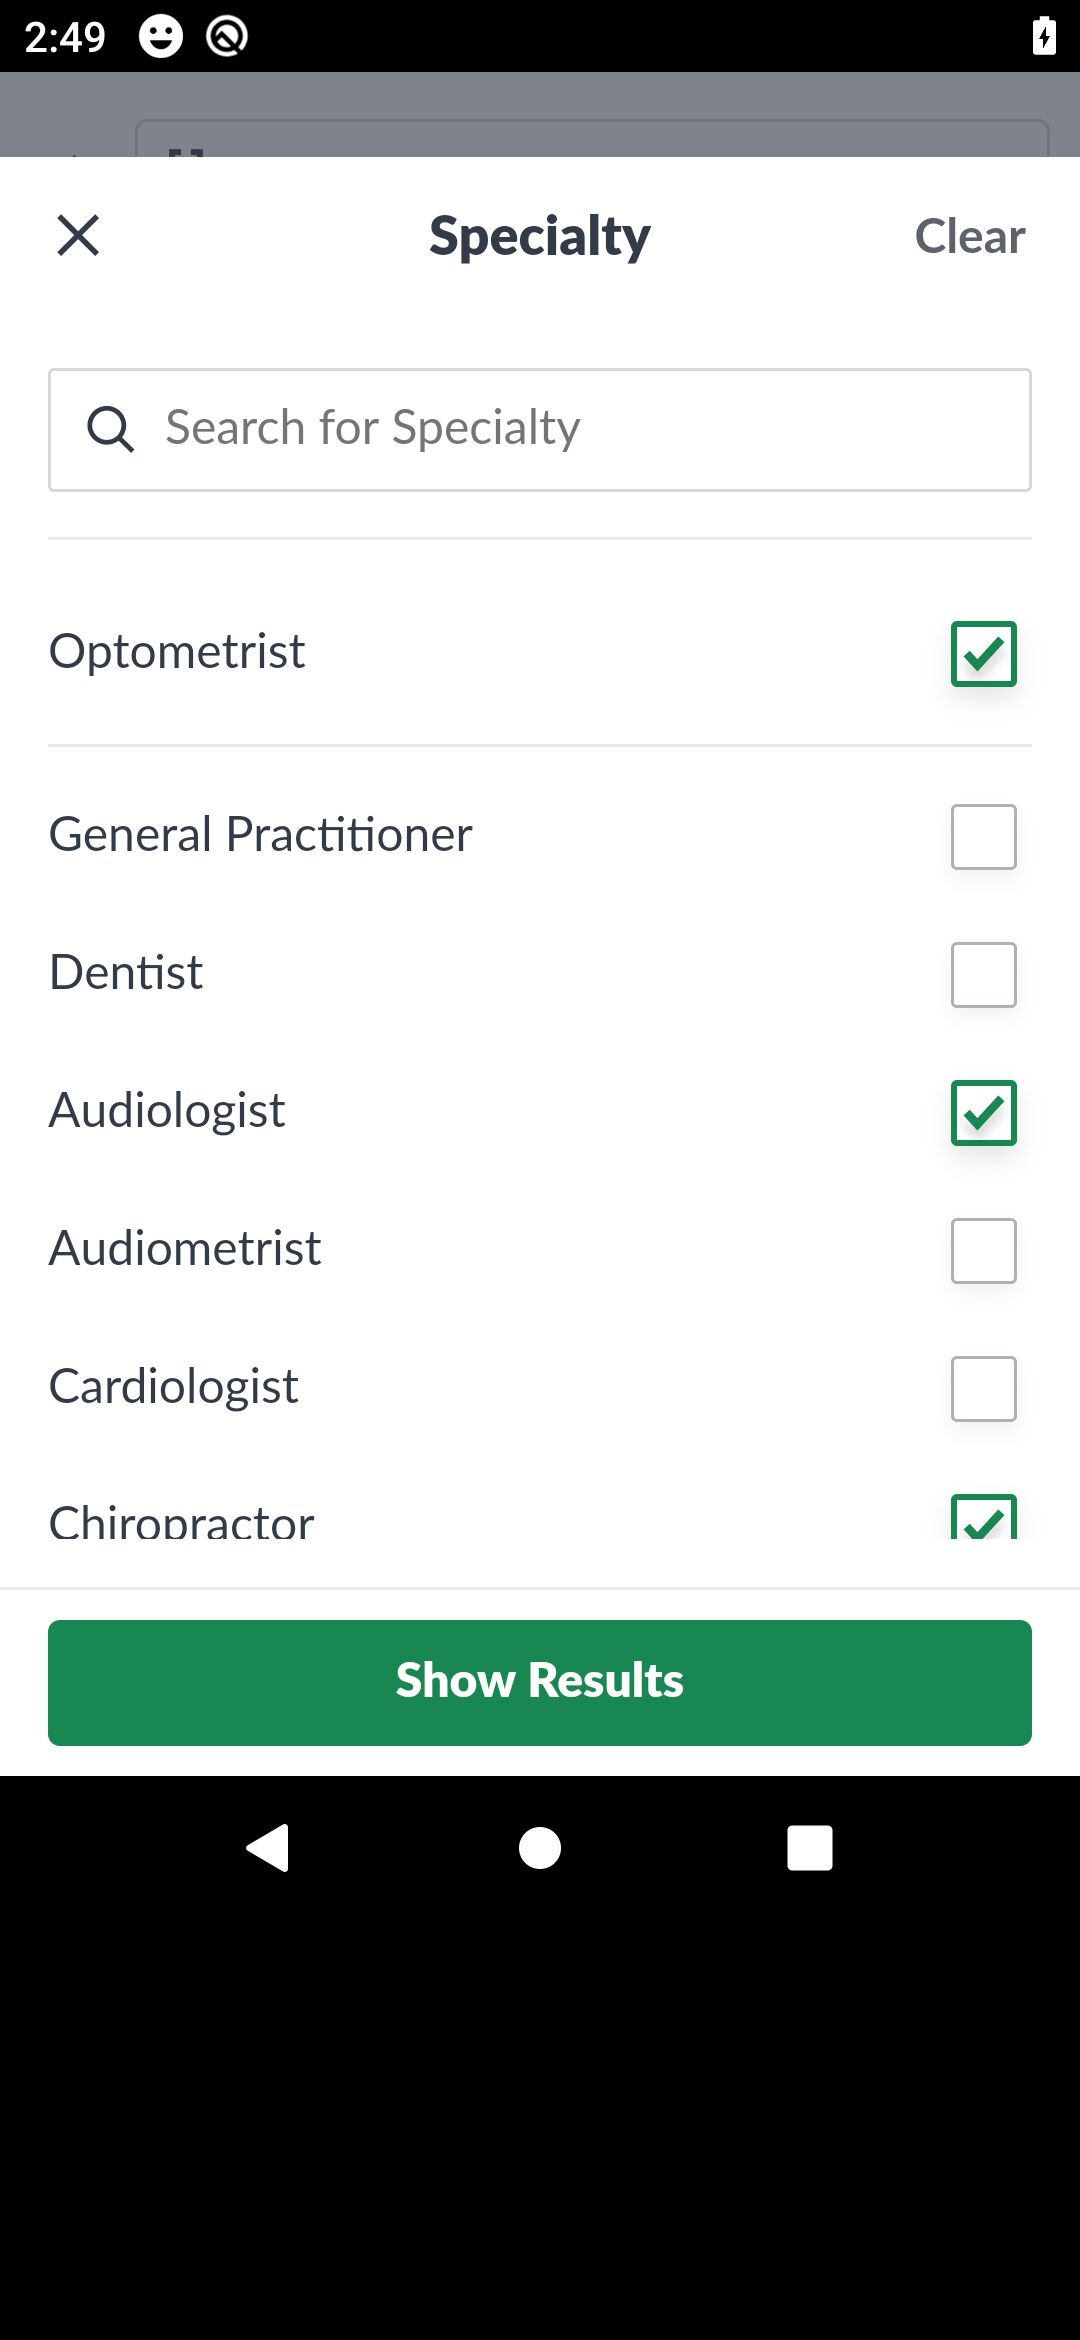 2:49
Specialty
Clear
Search for Specialty
Optometrist
General Practitioner
Dentist
Audiologist
Audiometrist
Cardiologist
Chiropractor
Show Results